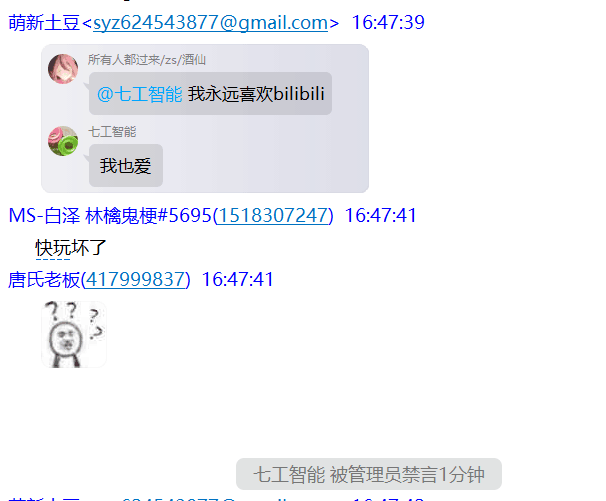 萌新土豆<syz624543877@gmail.com> 16:47:39
所有人都过来/zs/酒仙
@七工智能 我永远喜欢bilibili
七工智能
我也爱
MS-白泽 林檎鬼梗#5695(1518307247) 16:47:41
快玩坏了
唐氏老板(417999837) 16:47:41
? ? ? ?
七工智能 被管理员禁言1分钟